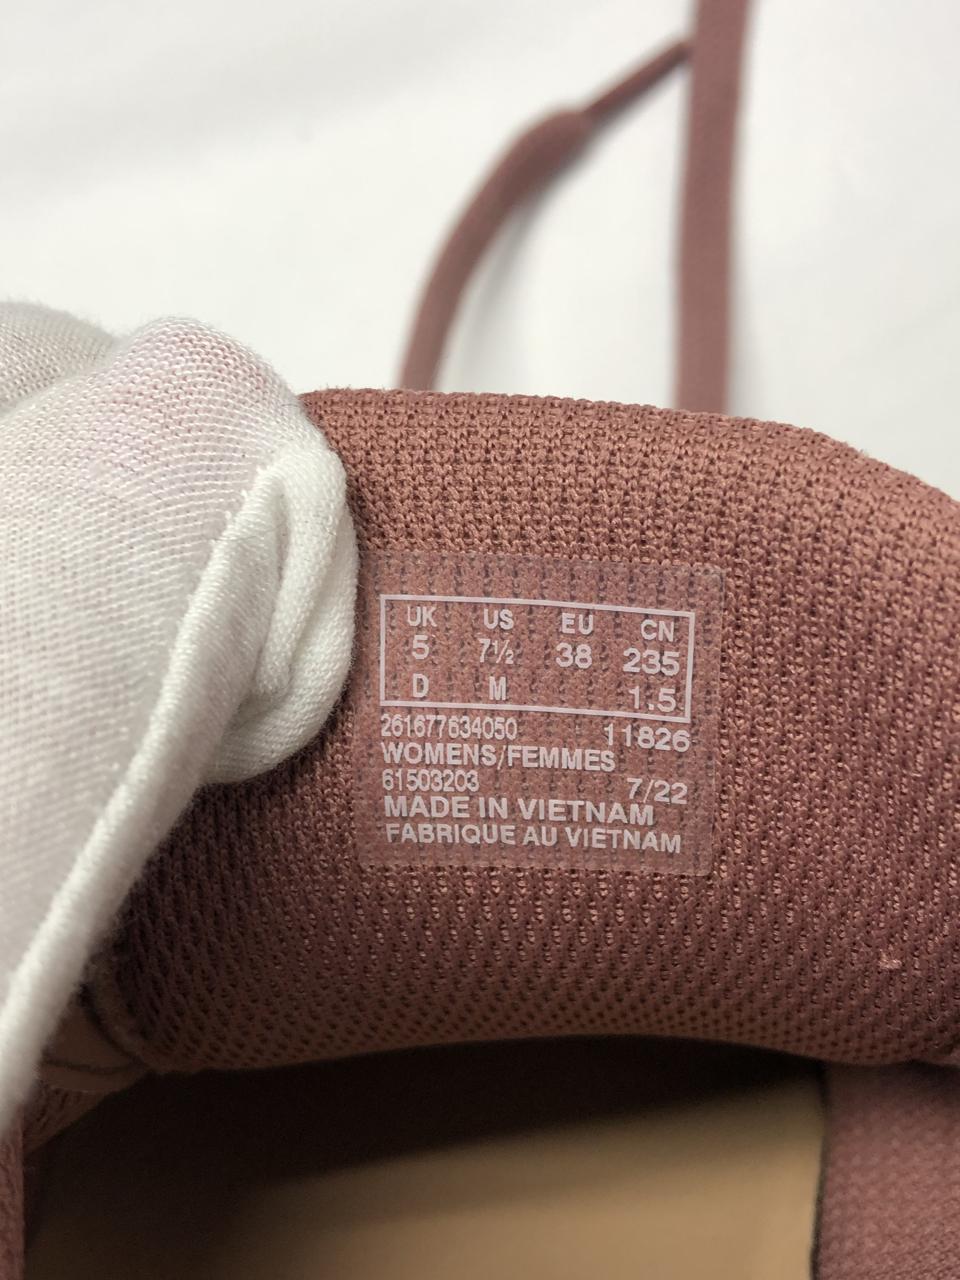 UK US EU CN
5 7½ 38 235
D M 1.5
261677634050 11826
WOMENS/FEMMES
61503203 7/22
MADE IN VIETNAM
FABRIQUE AU VIETNAM